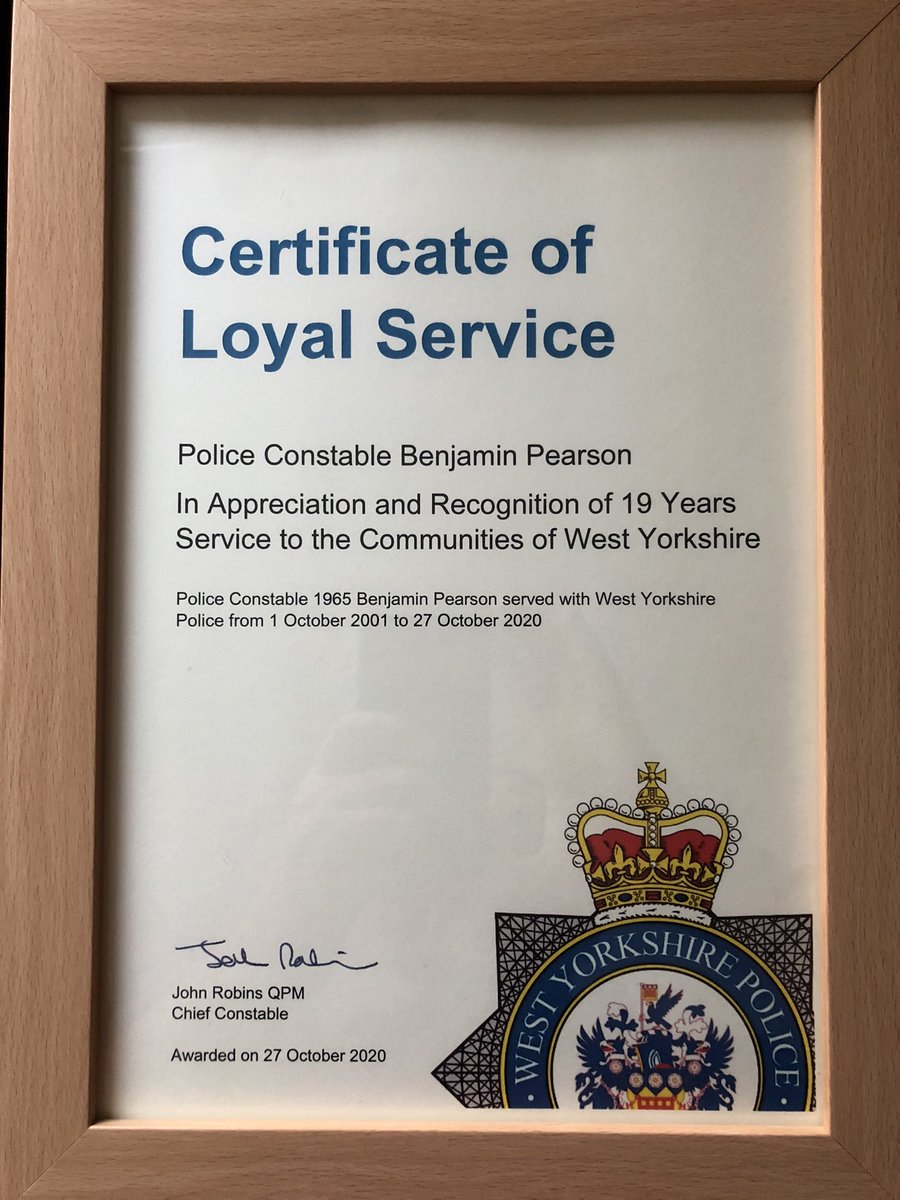 Certificate of
Loyal Service
Police Constable Benjamin Pearson
In Appreciation and Recognition of 19 Years
Service to the Communities of West Yorkshire
Police Constable 1965 Benjamin Pearson served with West Yorkshire
Police from 1 October 2001 to 27 October 2020
John Robins QPM
Chief Constable
Awarded on 27 October 2020
· WEST YORKSHIRE POLICE ·